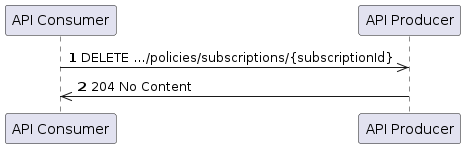 API Consumer API Producer
1 DELETE .../policies/subscriptions/{subscriptionId}
2 204 No Content
API Consumer API Producer